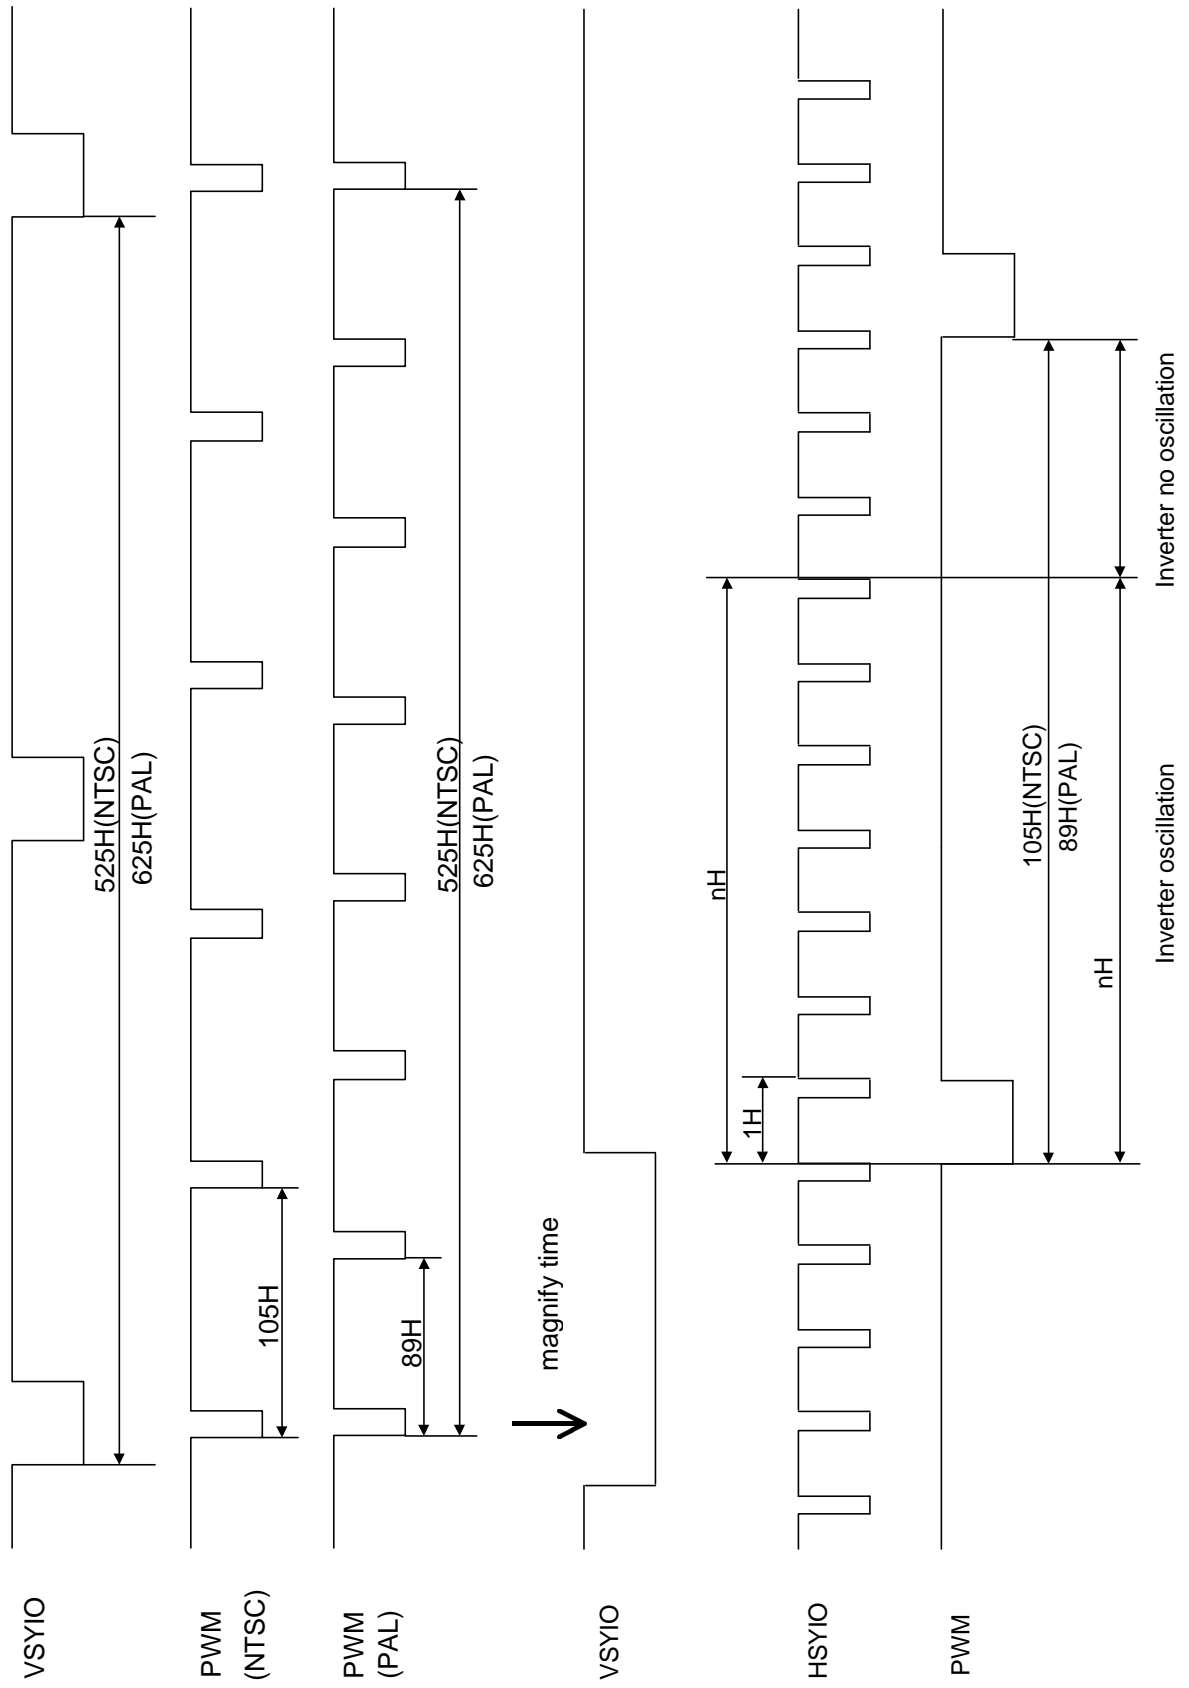 VSYIO
525H(NTSC)
625H(PAL)
PWM
(NTSC)
105H
PWM
(PAL)
89H
525H(NTSC)
625H(PAL)
magnify time
VSYIO
nH
1H
HSYIO
PWM
105H(NTSC)
89H(PAL)
nH
Inverter oscillation
Inverter no oscillation